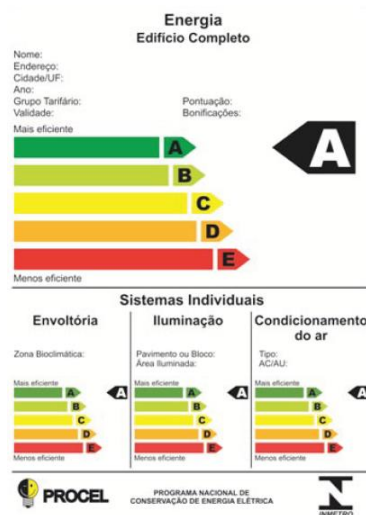 Energia
Edifício Completo
Nome:
Endereço:
Cidade/UF:
Ano:
Grupo Tarifário: Pontuação:
Validade: Bonificações:
Mais eficiente
A
A
B
C
D
E
Menos eficiente
Sistemas Individuais
Envoltória
Zona Bioclimática:
Mais eficiente
A A
B
C
D
E
Menos eficiente
Iluminação
Pavimento ou Bloco:
Área Iluminada:
Mais eficiente
A A
B
C
D
E
Menos eficiente
Condicionamento
do ar
Tipo:
AC/AU:
Mais eficiente
A A
B
C
D
E
Menos eficiente
PROCEL
PROGRAMA NACIONAL DE
CONSERVAÇÃO DE ENERGIA ELÉTRICA
INMETRO